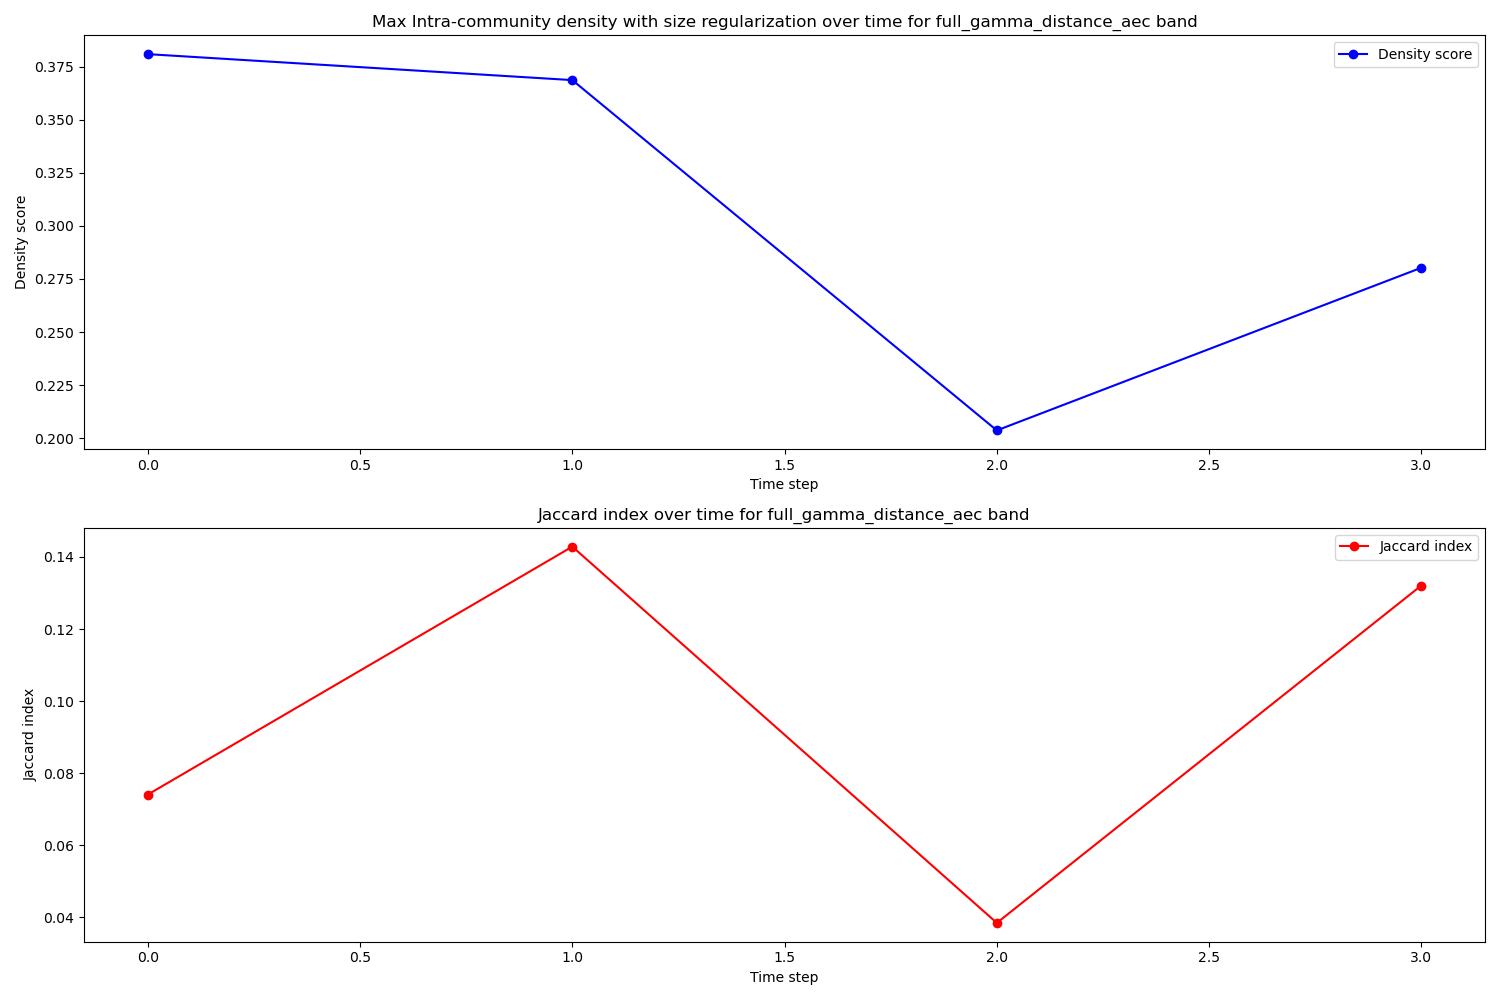 Max Intra-community density with size regularization over time for full_gamma_distance_aec band
Density score
0.375
0.350
0.325
0.300
0.275
0.250
0.225
0.200
Density score
0.0 0.5 1.0 1.5 2.0 2.5 3.0
Time step
Jaccard index over time for full_gamma_distance_aec band
Jaccard index
0.14
0.12
0.10
0.08
0.06
0.04
Jaccard index
0.0 0.5 1.0 1.5 2.0 2.5 3.0
Time step